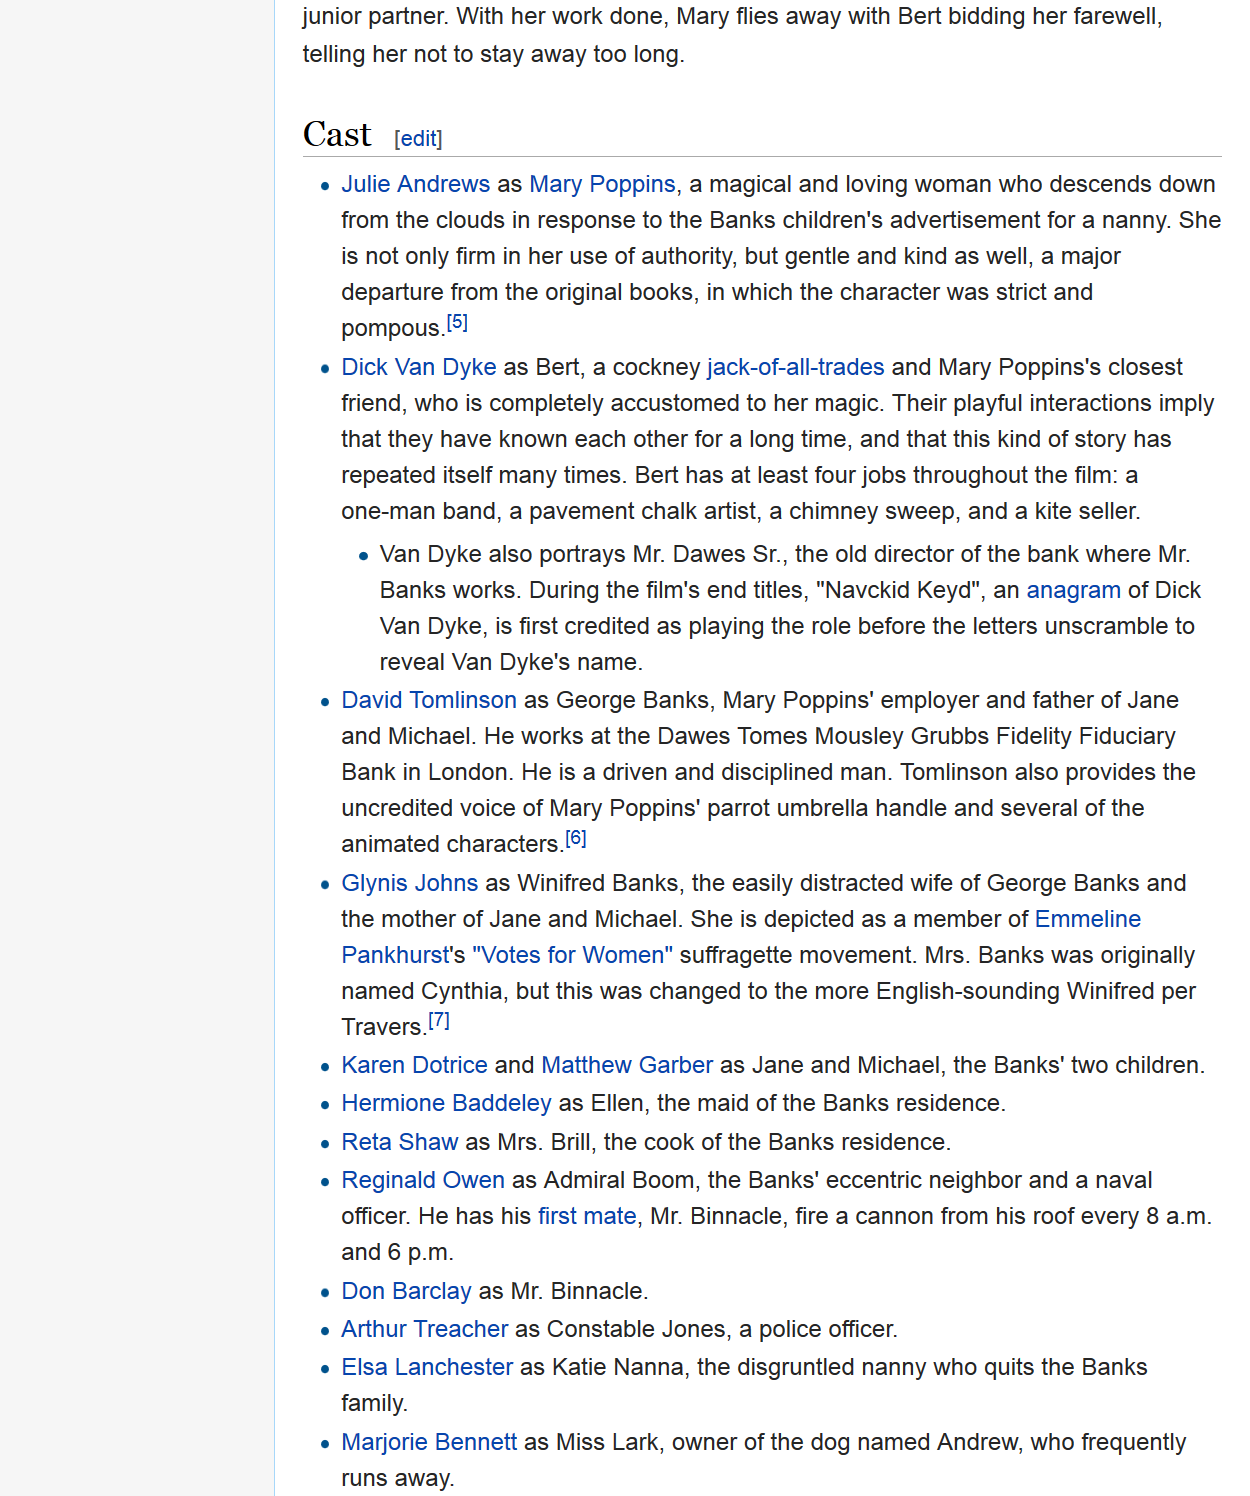 junior partner. With her work done, Mary flies away with Bert bidding her farewell,
telling her not to stay away too long.
Cast [edit]
Julie Andrews as Mary Poppins, a magical and loving woman who descends down
from the clouds in response to the Banks children's advertisement for a nanny. She
is not only firm in her use of authority, but gentle and kind as well, a major
departure from the original books, in which the character was strict and
pompous.[5]
Dick Van Dyke as Bert, a cockney jack-of-all-trades and Mary Poppins's closest
friend, who is completely accustomed to her magic. Their playful interactions imply
that they have known each other for a long time, and that this kind of story has
repeated itself many times. Bert has at least four jobs throughout the film: a
one-man band, a pavement chalk artist, a chimney sweep, and a kite seller.
Van Dyke also portrays Mr. Dawes Sr., the old director of the bank where Mr.
Banks works. During the film's end titles, "Navckid Keyd", an anagram of Dick
Van Dyke, is first credited as playing the role before the letters unscramble to
reveal Van Dyke's name.
David Tomlinson as George Banks, Mary Poppins' employer and father of Jane
and Michael. He works at the Dawes Tomes Mousley Grubbs Fidelity Fiduciary
Bank in London. He is a driven and disciplined man. Tomlinson also provides the
uncredited voice of Mary Poppins' parrot umbrella handle and several of the
animated characters.[6]
Glynis Johns as Winifred Banks, the easily distracted wife of George Banks and
the mother of Jane and Michael. She is depicted as a member of Emmeline
Pankhurst's "Votes for Women" suffragette movement. Mrs. Banks was originally
named Cynthia, but this was changed to the more English-sounding Winifred per
Travers.[7]
Karen Dotrice and Matthew Garber as Jane and Michael, the Banks' two children.
Hermione Baddeley as Ellen, the maid of the Banks residence.
Reta Shaw as Mrs. Brill, the cook of the Banks residence.
Reginald Owen as Admiral Boom, the Banks' eccentric neighbor and a naval
officer. He has his first mate, Mr. Binnacle, fire a cannon from his roof every 8 a.m.
and 6 p.m.
Don Barclay as Mr. Binnacle.
Arthur Treacher as Constable Jones, a police officer.
Elsa Lanchester as Katie Nanna, the disgruntled nanny who quits the Banks
family.
Marjorie Bennett as Miss Lark, owner of the dog named Andrew, who frequently
runs away.